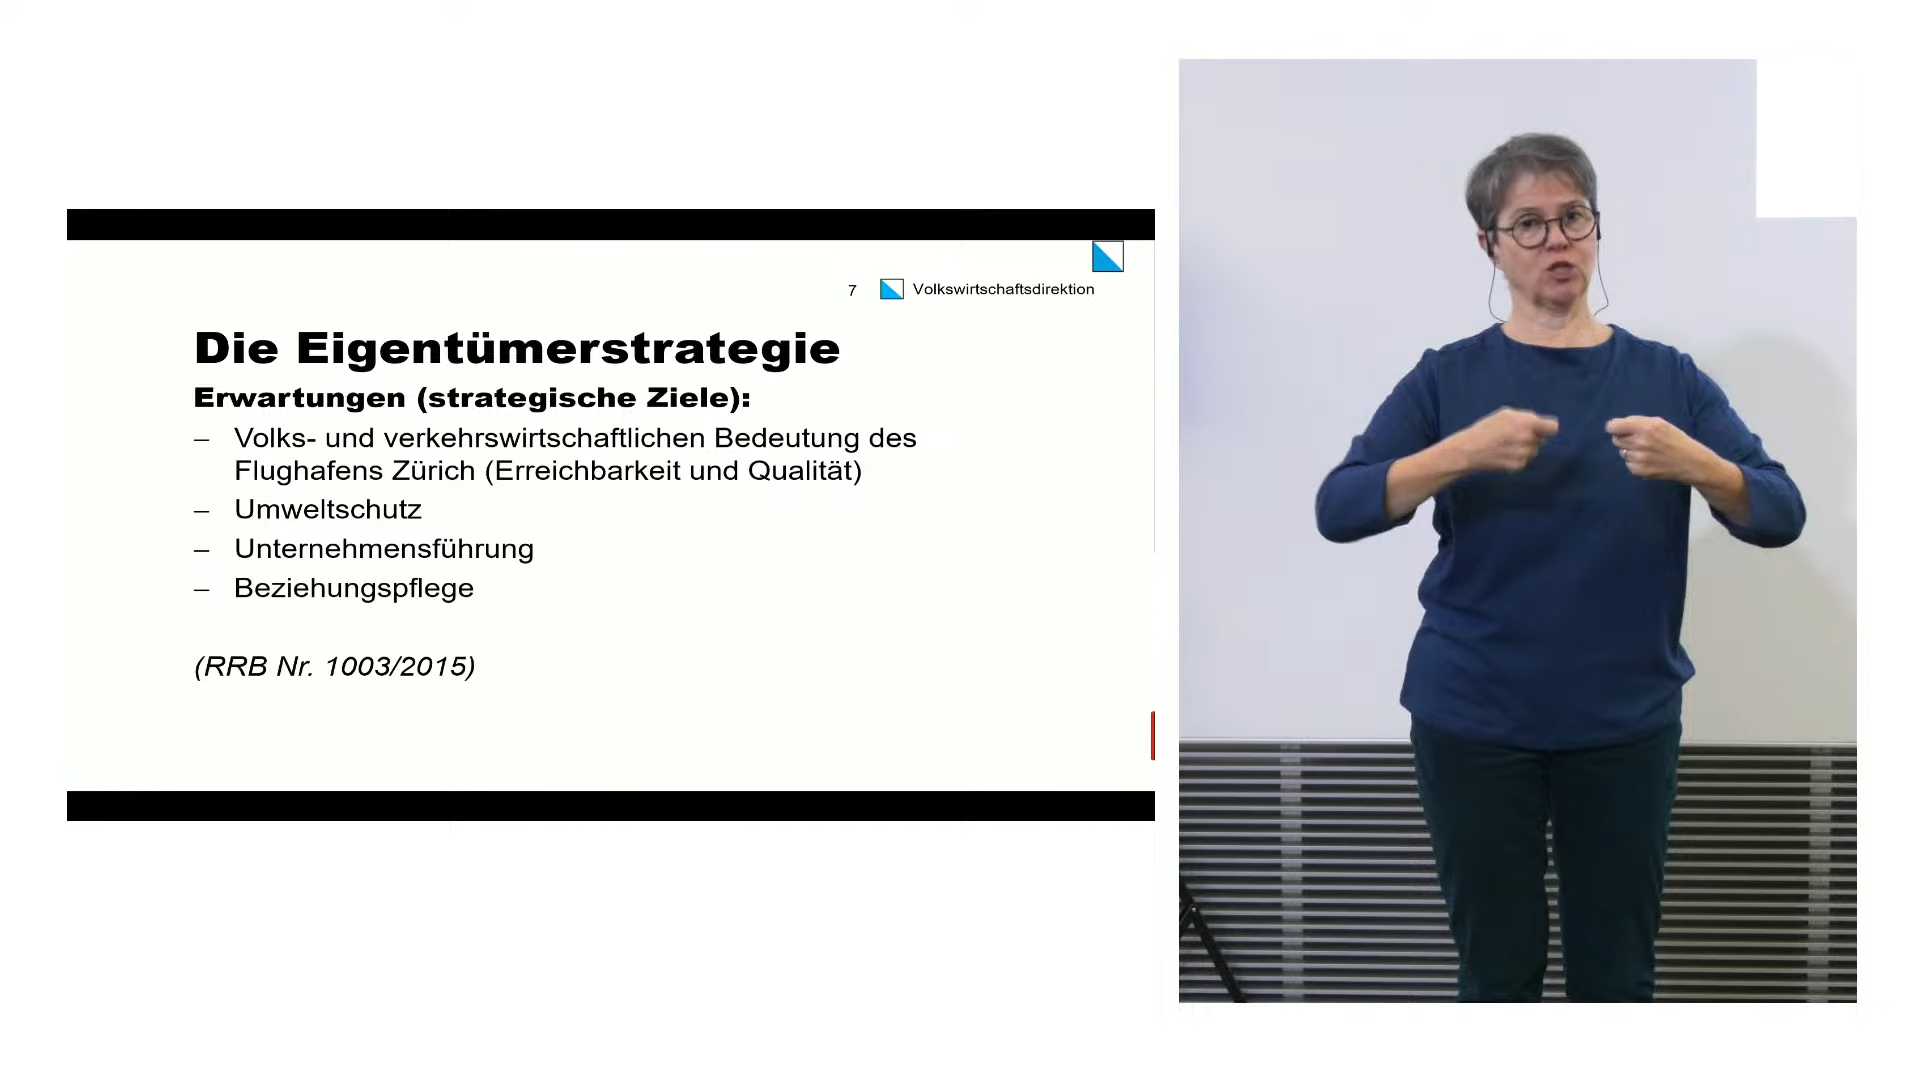 7 Volkswirtschaftsdirektion
Die Eigentümerstrategie
Erwartungen (strategische Ziele):
– Volks- und verkehrswirtschaftlichen Bedeutung des
Flughafens Zürich (Erreichbarkeit und Qualität)
– Umweltschutz
– Unternehmensführung
– Beziehungspflege
(RRB Nr. 1003/2015)